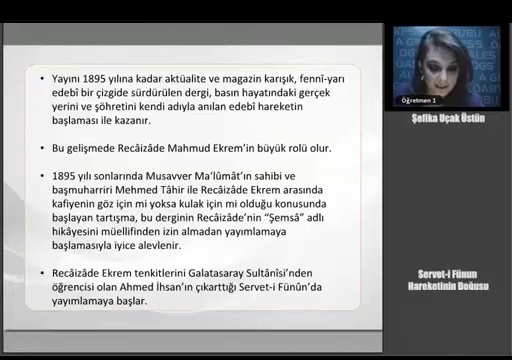 • Yayını 1895 yılına kadar aktüalite ve magazin karışık, fennî-yarı
edebî bir çizgide sürdürülen dergi, basın hayatındaki gerçek
yerini ve şöhretini kendi adıyla anılan edebî hareketin
başlaması ile kazanır.
• Bu gelişmede Recâizâde Mahmud Ekrem'in büyük rolü olur.
• 1895 yılı sonlarında Musavver Ma'lûmât'ın sahibi ve
başmuharriri Mehmed Tâhir ile Recâizâde Ekrem arasında
kafiyenin göz için mi yoksa kulak için mi olduğu konusunda
başlayan tartışma, bu derginin Recâizâde'nin "Şemsâ" adlı
hikâyesini müellifinden izin almadan yayımlamaya
başlamasıyla iyice alevlenir.
• Recâizâde Ekrem tenkitlerini Galatasaray Sultânîsi'nden
öğrencisi olan Ahmed İhsan'ın çıkarttığı Servet-i Fünûn'da
yayımlamaya başlar.
Öğretmen 1
Şefika Uçak Üstün
Servet-i Fünun
Hareketinin Doğusu